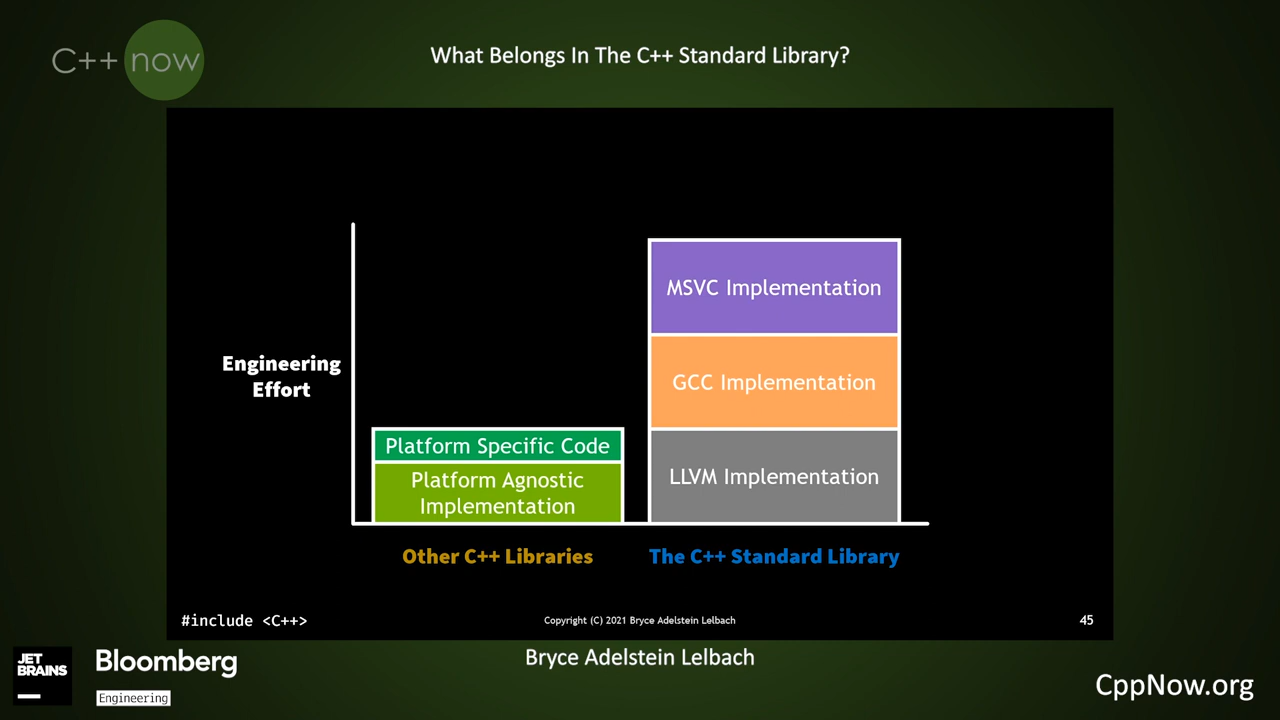 C++ now
What Belongs In The C++ Standard Library?
MSVC Implementation
GCC Implementation
LLVM Implementation
Engineering
Effort
Platform Specific Code
Platform Agnostic
Implementation
Other C++ Libraries
The C++ Standard Library
#include <C++>
Copyright (C) 2021 Bryce Adelstein Lelbach
45
JET
BRAINS
Bloomberg
Engineering
Bryce Adelstein Lelbach
CppNow.org